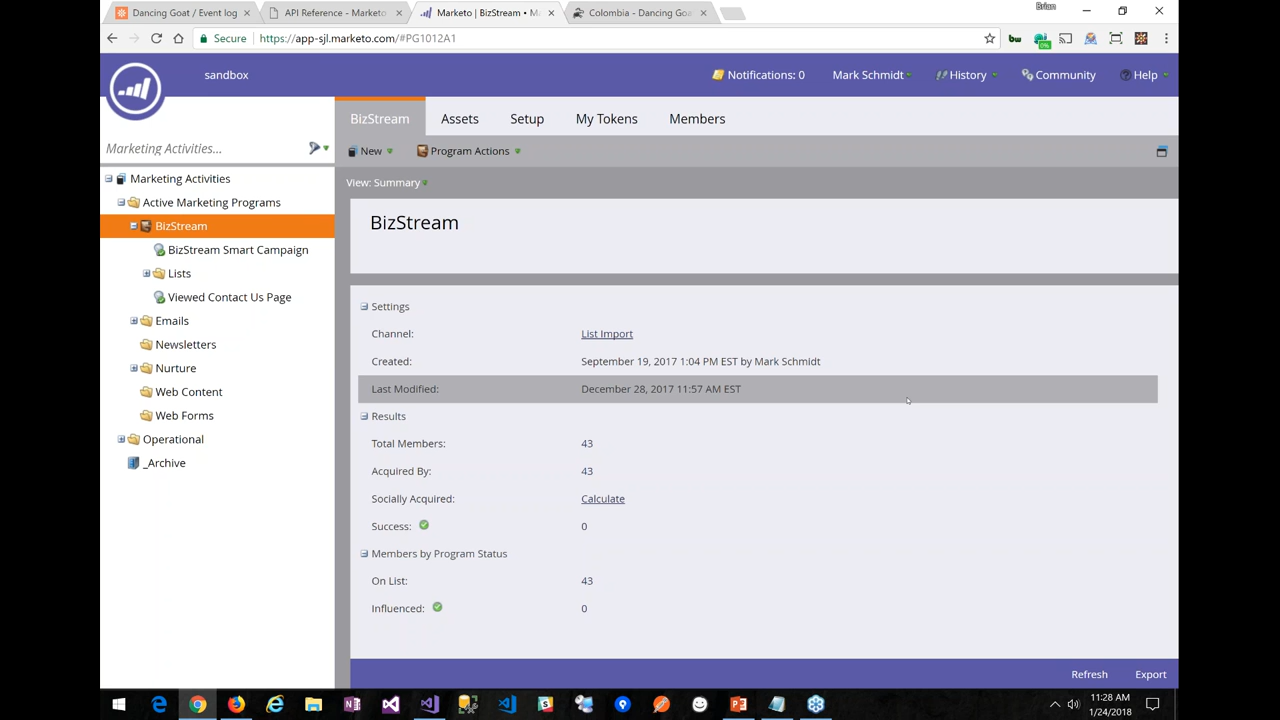 Brian
Dancing Goat / Event log
API Reference - Marketo
Marketo | BizStream • M
Colombia - Dancing Goa
Secure
https://app-sjl.marketo.com/#PG1012A1
0%
sandbox
Notifications: 0
Mark Schmidt
History
Community
Help
BizStream
Assets
Setup
My Tokens
Members
Marketing Activities...
New
Program Actions
View: Summary
Marketing Activities
Active Marketing Programs
BizStream
BizStream Smart Campaign
Lists
Viewed Contact Us Page
Emails
Newsletters
Nurture
Web Content
Web Forms
Operational
_Archive
BizStream
Settings
Channel: List Import
Created: September 19, 2017 1:04 PM EST by Mark Schmidt
Last Modified: December 28, 2017 11:57 AM EST
Results
Total Members: 43
Acquired By: 43
Socially Acquired: Calculate
Success: 0
Members by Program Status
On List: 43
Influenced: 0
Refresh
Export
11:28 AM
1/24/2018